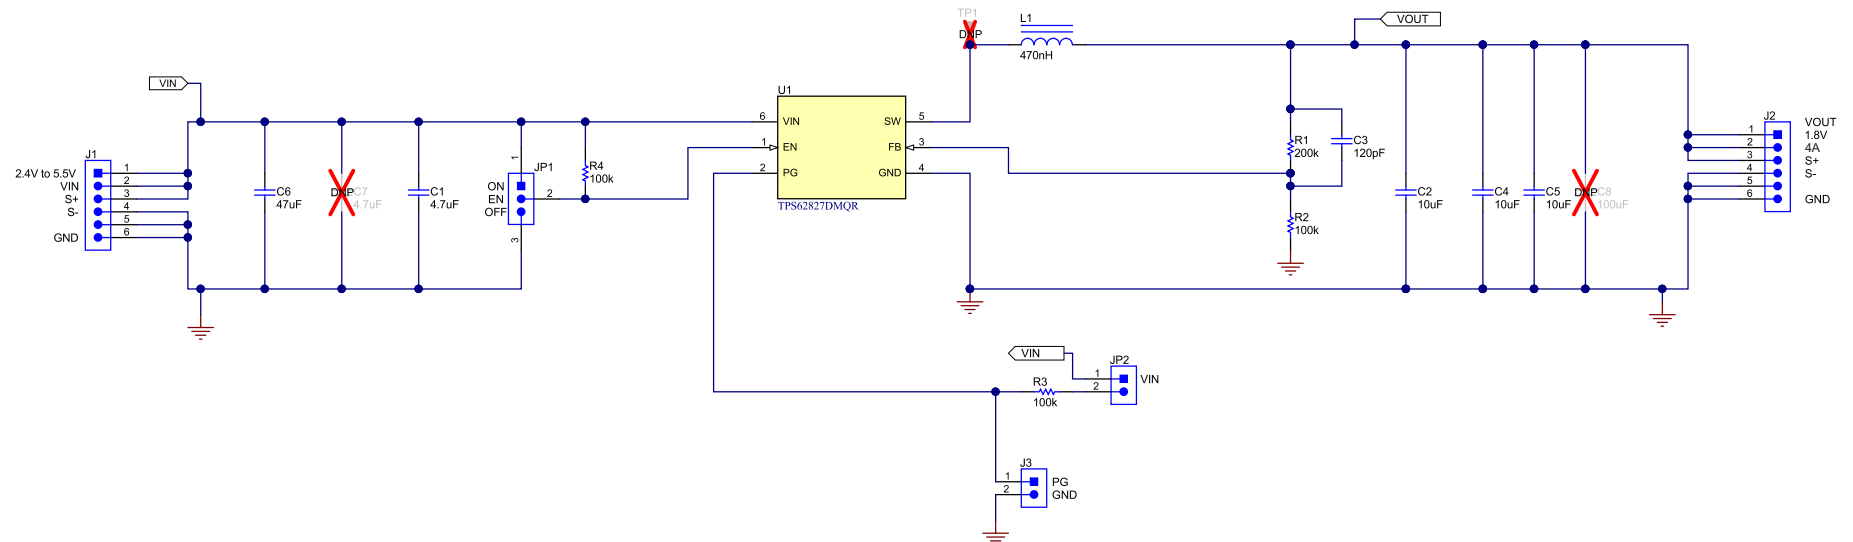 TP1
DNP
L1
470nH
VOUT
VIN
U1
6 VIN SW 5
1 EN FB 3
2 PG GND 4
TPS62827DMQR
J1
2.4V to 5.5V 1
VIN 2
S+ 3
S- 4
5
GND 6
C6
47uF
DNP C7
4.7uF
C1
4.7uF
1
JP1
ON
EN 2
OFF
3
R4
100k
R1
200k
C3
120pF
R2
100k
C2
10uF
C4
10uF
C5
10uF
DNP C8
100uF
J2 VOUT
1 1.8V
2 4A
3 S+
4 S-
5
6 GND
VIN
JP2
1 VIN
2
R3
100k
J3
1 PG
2 GND